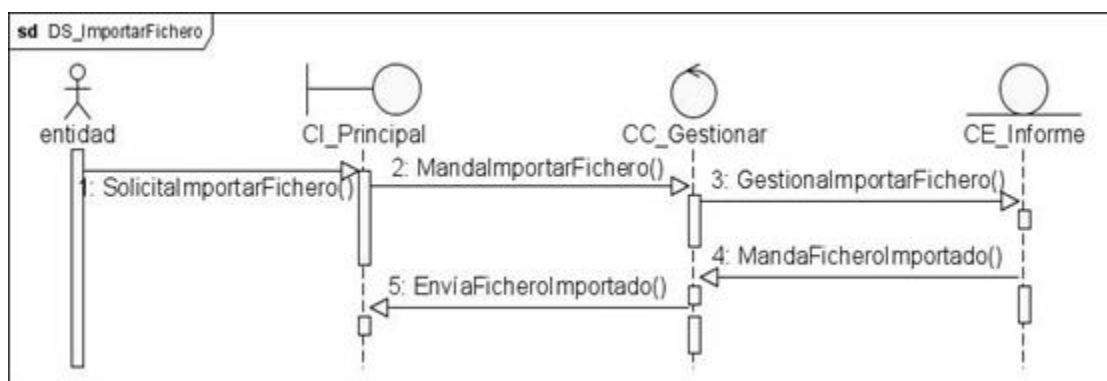 sd DS_ImportarFichero
entidad
CI_Principal
CC_Gestionar
CE_Informe
1: SolicitaImportarFichero()
2: MandaImportarFichero()
3: GestionaImportarFichero()
4: MandaFicheroImportado()
5: EnvíaFicheroImportado()